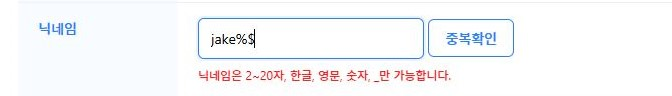 닉네임
jake%$
중복확인
닉네임은 2~20자, 한글, 영문, 숫자, _만 가능합니다.